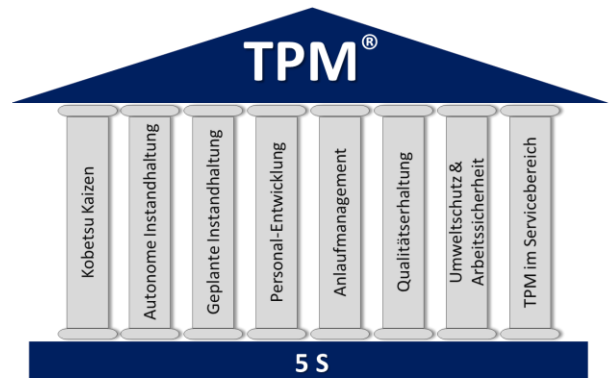 TPM®
Kobetsu Kaizen
Autonome Instandhaltung
Geplante Instandhaltung
Personal-Entwicklung
Anlaufmanagement
Qualitätserhaltung
Umweltschutz &
Arbeitssicherheit
TPM im Servicebereich
5 S